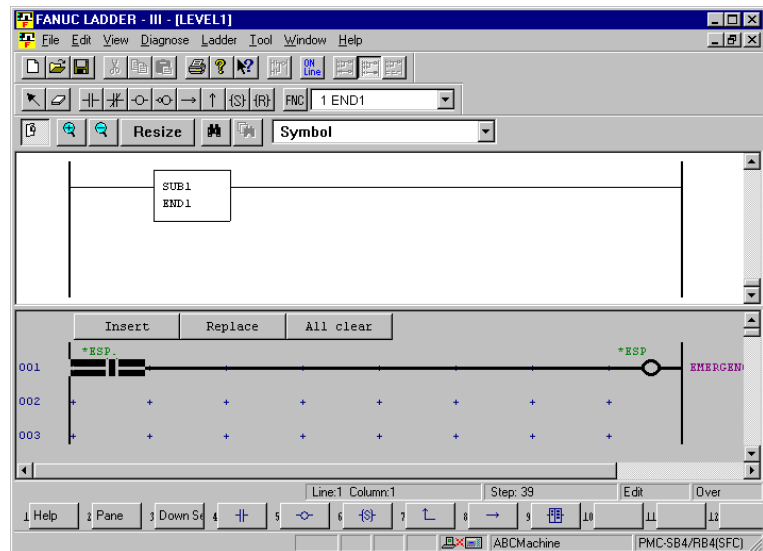 FANUC LADDER - III - [LEVEL1]
File Edit View Diagnose Ladder Tool Window Help
ON Line
{S} {R} FNC 1 END1
Resize Symbol
SUB1
END1
Insert Replace All clear
*ESP. *ESP
001 EMERGEN
002
003
Line:1 Column:1 Step: 39 Edit Over
1 Help 2 Pane 3 Down Se 4 5 6 (S) 7 8 9 10 11 12
ABCMachine PMC-SB4/RB4(SFC)